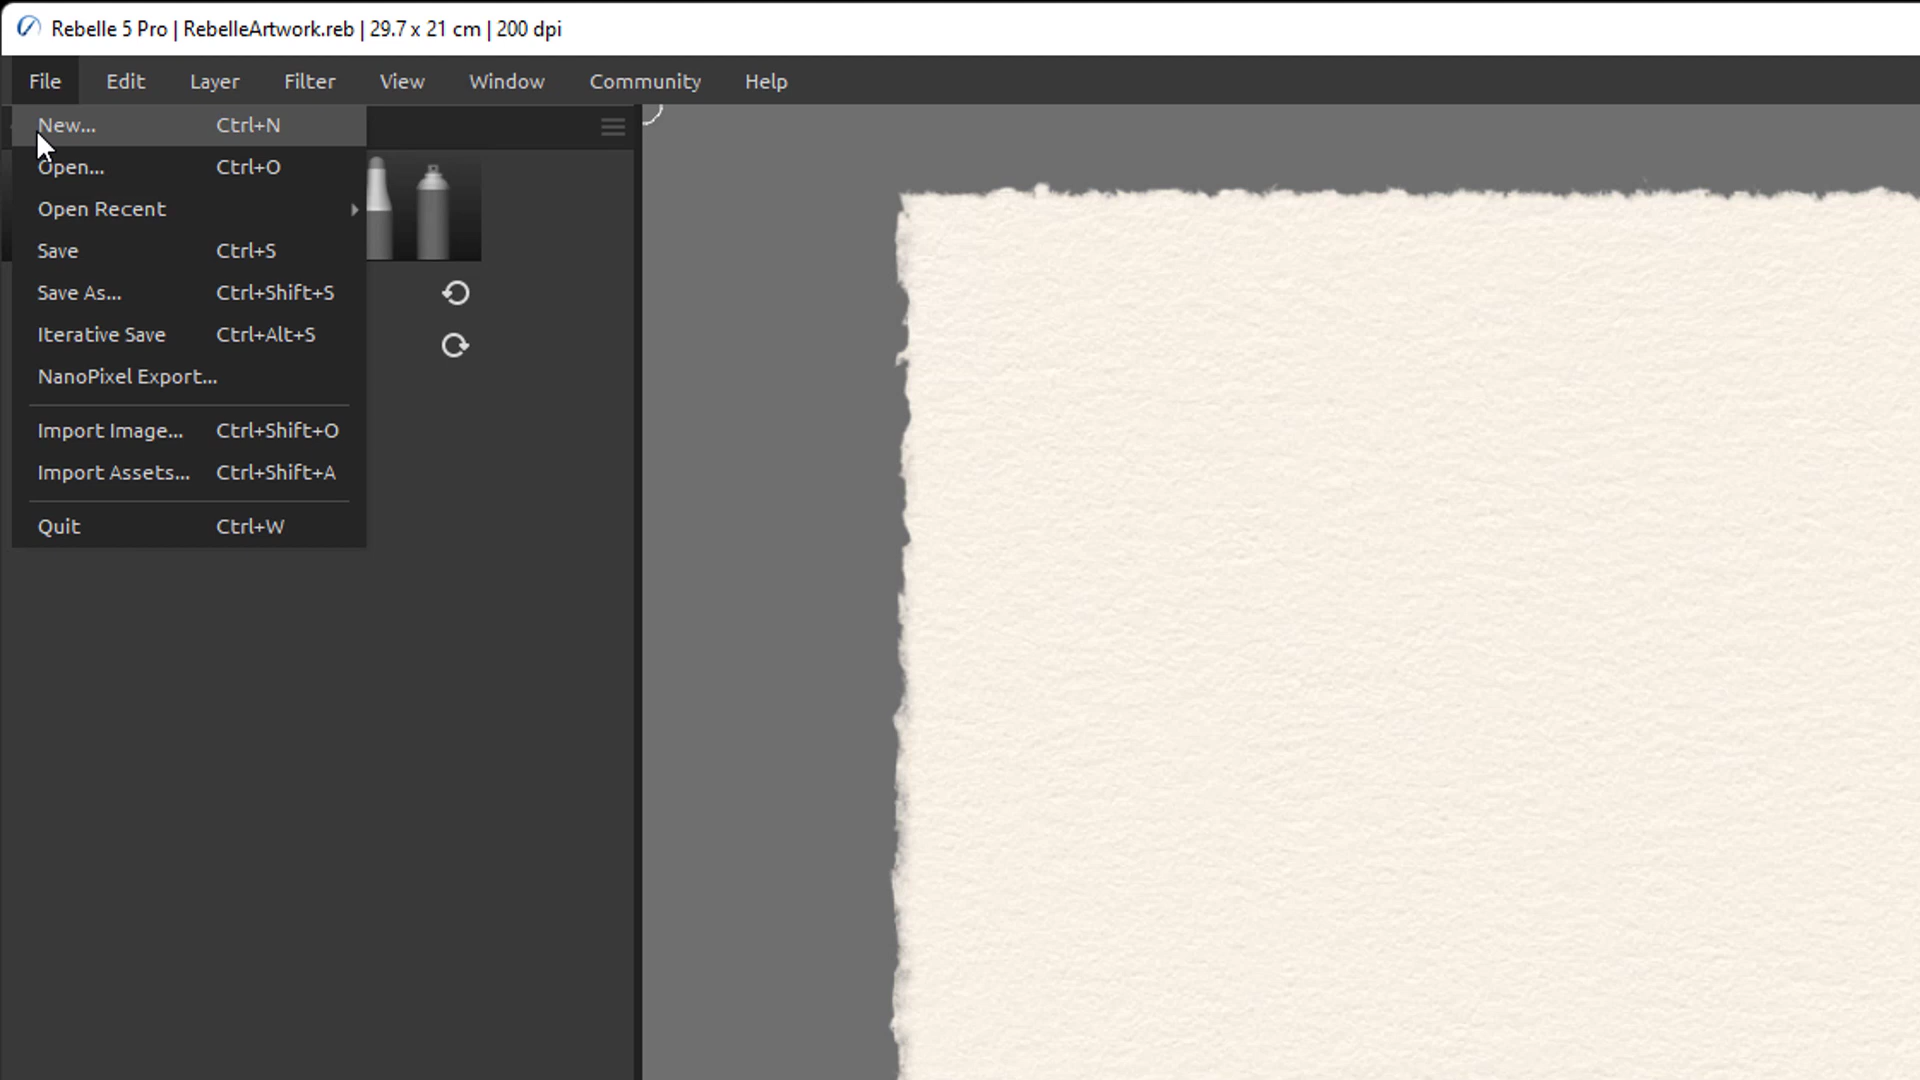 Rebelle 5 Pro | RebelleArtwork.reb | 29.7 x 21 cm | 200 dpi
File Edit Layer Filter View Window Community Help
New... Ctrl+N
Open... Ctrl+O
Open Recent
Save Ctrl+S
Save As... Ctrl+Shift+S
Iterative Save Ctrl+Alt+S
NanoPixel Export...
Import Image... Ctrl+Shift+O
Import Assets... Ctrl+Shift+A
Quit Ctrl+W